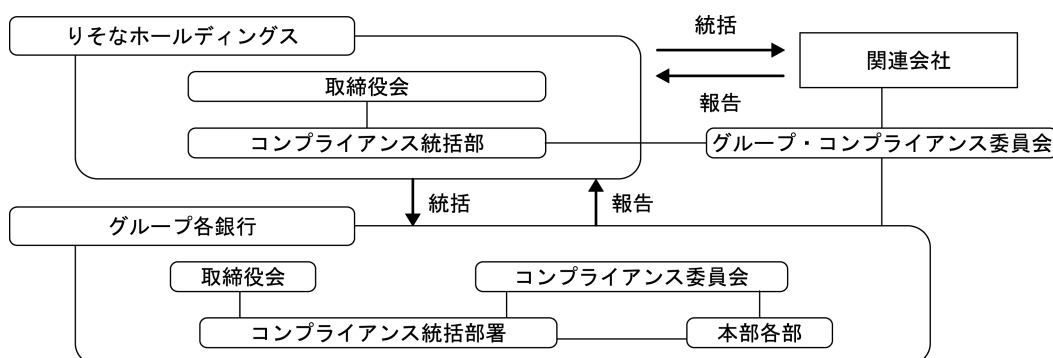 りそなホールディングス
統括
関連会社
取締役会
報告
コンプライアンス統括部
グループ・コンプライアンス委員会
統括
報告
グループ各銀行
取締役会
コンプライアンス委員会
コンプライアンス統括部署
本部各部